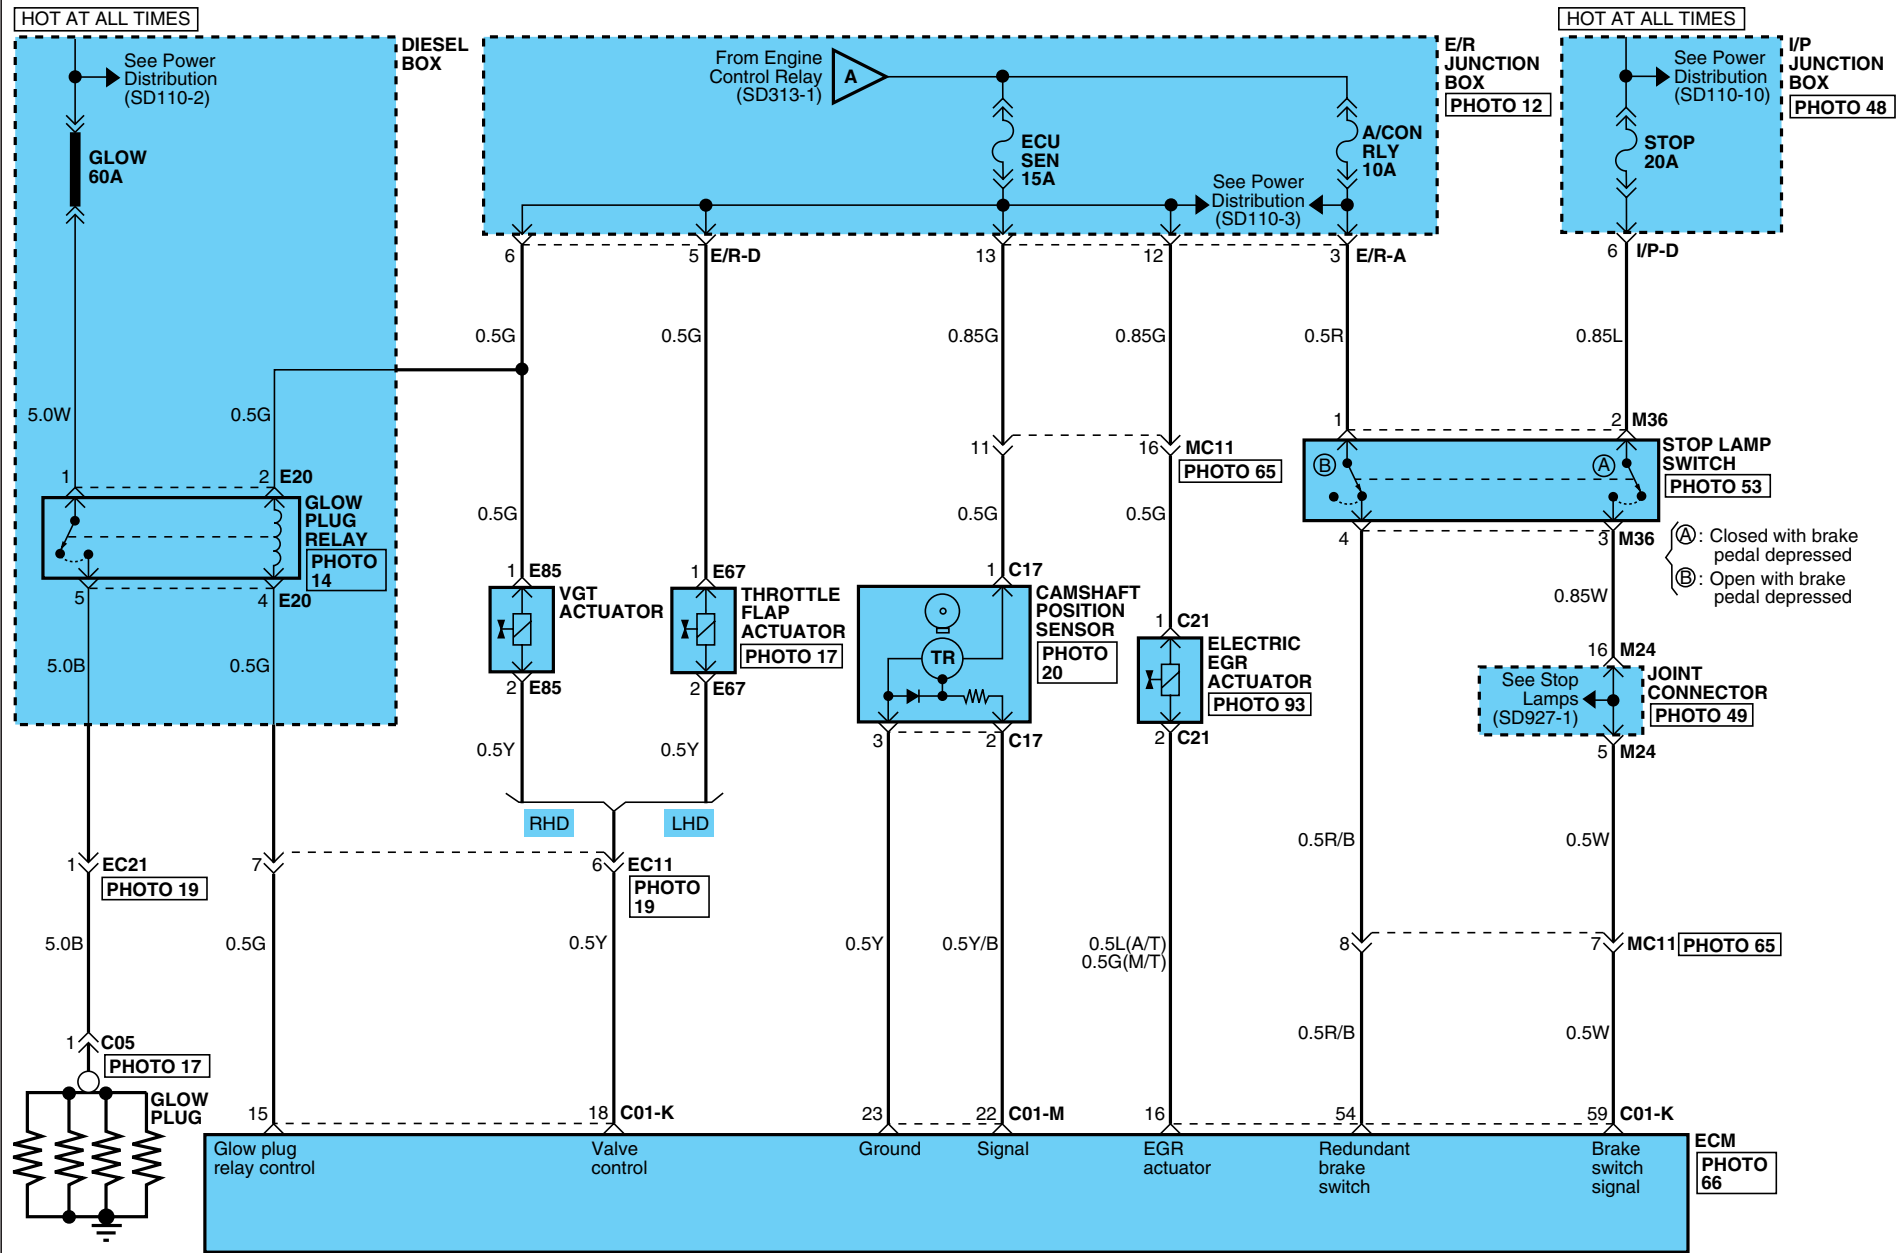 HOT AT ALL TIMES
HOT AT ALL TIMES
DIESEL
BOX
See Power
Distribution
(SD110-2)
GLOW
60A
From Engine
Control Relay
(SD313-1)
A
ECU
SEN
15A
A/CON
RLY
10A
See Power
Distribution
(SD110-3)
E/R
JUNCTION
BOX
PHOTO 12
See Power
Distribution
(SD110-10)
STOP
20A
I/P
JUNCTION
BOX
PHOTO 48
6
5
E/R-D
13
12
3
E/R-A
6
I/P-D
0.5G
0.5G
0.85G
0.85G
0.5R
0.85L
5.0W
0.5G
1
2
E20
GLOW
PLUG
RELAY
PHOTO
14
5
4
E20
11
16
MC11
PHOTO 65
1
2
M36
B
A
STOP LAMP
SWITCH
PHOTO 53
4
3
M36
A : Closed with brake
pedal depressed
B : Open with brake
pedal depressed
0.5G
0.5G
0.5G
1
E85
VGT
ACTUATOR
2
E85
1
E67
THROTTLE
FLAP
ACTUATOR
PHOTO 17
2
E67
1
C17
TR
CAMSHAFT
POSITION
SENSOR
PHOTO
20
3
2
C17
1
C21
ELECTRIC
EGR
ACTUATOR
PHOTO 93
2
C21
0.85W
16
M24
See Stop
Lamps
(SD927-1)
JOINT
CONNECTOR
PHOTO 49
5
M24
5.0B
0.5G
0.5Y
0.5Y
RHD
LHD
0.5R/B
0.5W
1
EC21
PHOTO 19
7
6
EC11
PHOTO
19
5.0B
0.5G
0.5Y
0.5Y
0.5Y/B
0.5L(A/T)
0.5G(M/T)
8
7
MC11
PHOTO 65
0.5R/B
0.5W
1
C05
PHOTO 17
GLOW
PLUG
15
18
C01-K
23
22
C01-M
16
54
59
C01-K
Glow plug
relay control
Valve
control
Ground
Signal
EGR
actuator
Redundant
brake
switch
Brake
switch
signal
ECM
PHOTO
66